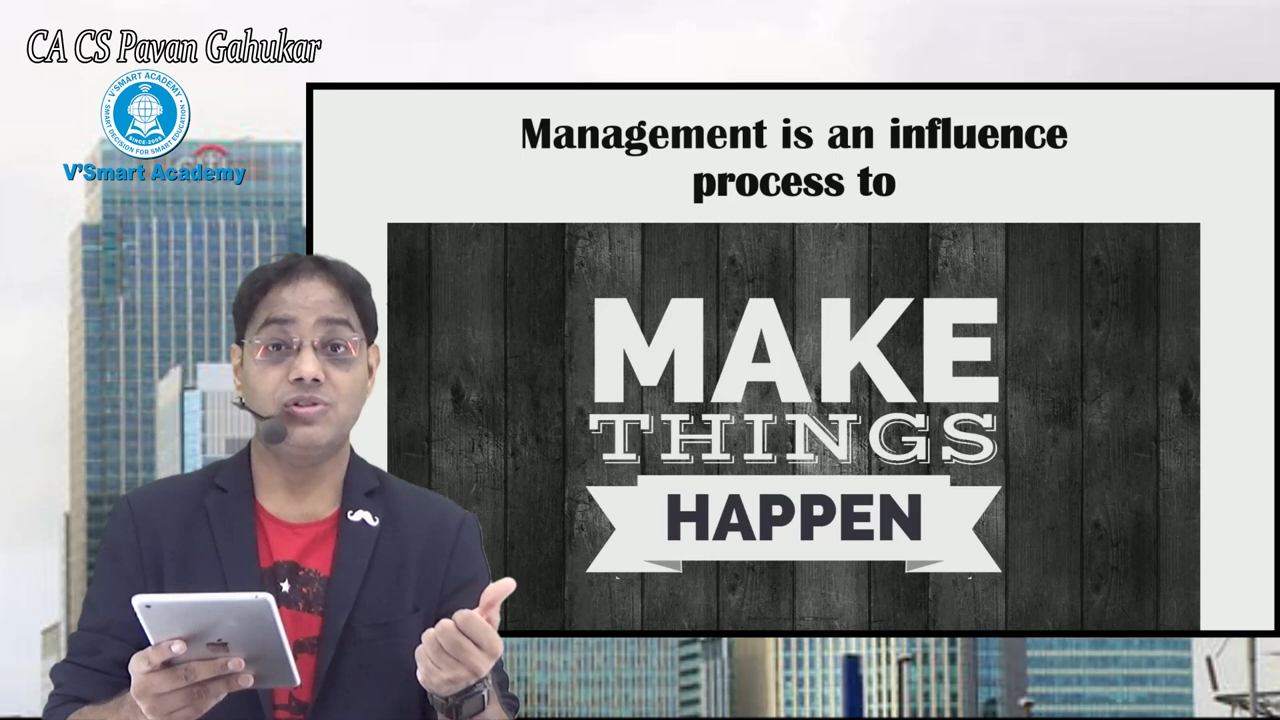 CA CS Pavan Gahukar
V'SMART ACADEMY
SINCE-2008
SMART DECISION FOR SMART EDUCATION
V'Smart Academy
Management is an influence
process to
MAKE
THINGS
HAPPEN